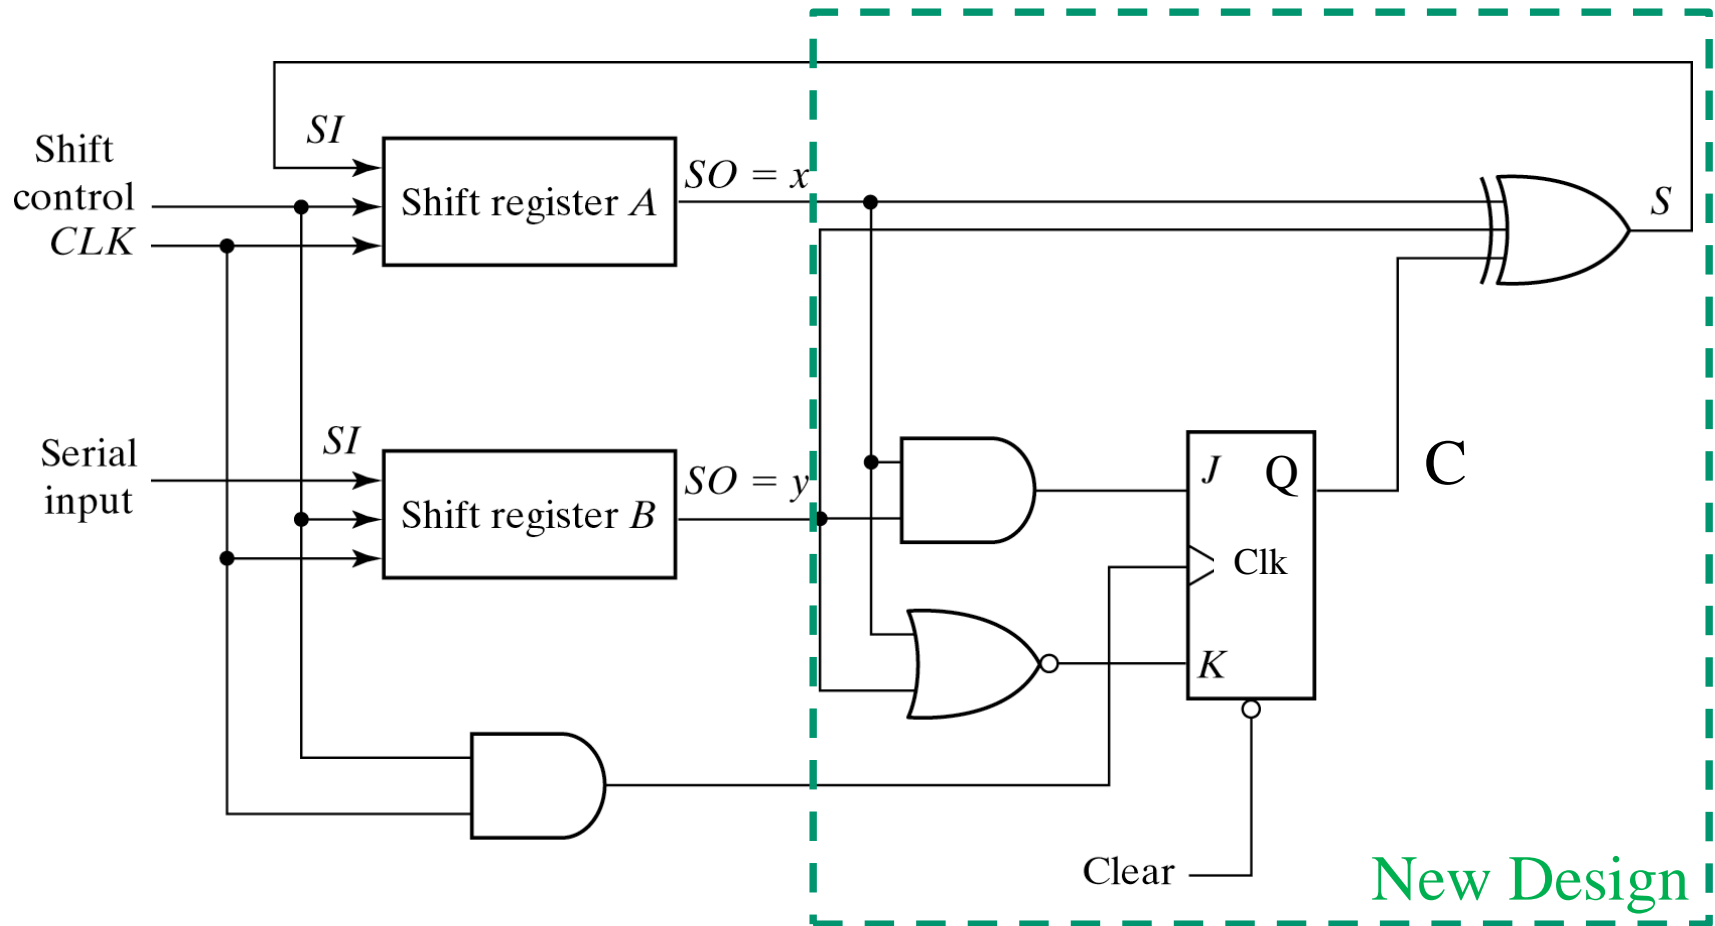 SI
Shift
control
CLK
Shift register A
SO = x
S
Serial
input
SI
Shift register B
SO = y
J
Q
C
Clk
K
Clear
New Design